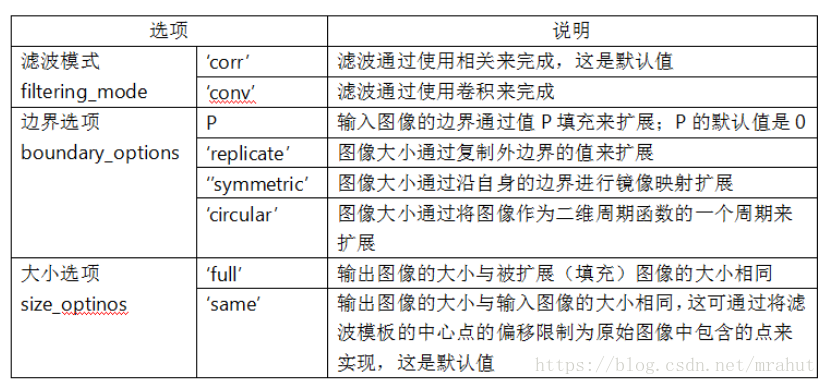 选项 说明
滤波模式 ‘corr’ 滤波通过使用相关来完成，这是默认值
filtering_mode ‘conv’ 滤波通过使用卷积来完成
边界选项 P 输入图像的边界通过值 P 填充来扩展；P 的默认值是 0
boundary_options ‘replicate’ 图像大小通过复制外边界的值来扩展
‘’symmetric’ 图像大小通过沿自身的边界进行镜像映射扩展
‘circular’ 图像大小通过将图像作为二维周期函数的一个周期来
扩展
大小选项 ‘full’ 输出图像的大小与被扩展（填充）图像的大小相同
size_optinos ‘same’ 输出图像的大小与输入图像的大小相同，这可通过将滤
波模板的中心点的偏移限制为原始图像中包含的点来
实现，这是默认值
https://blog.csdn.net/mrahut